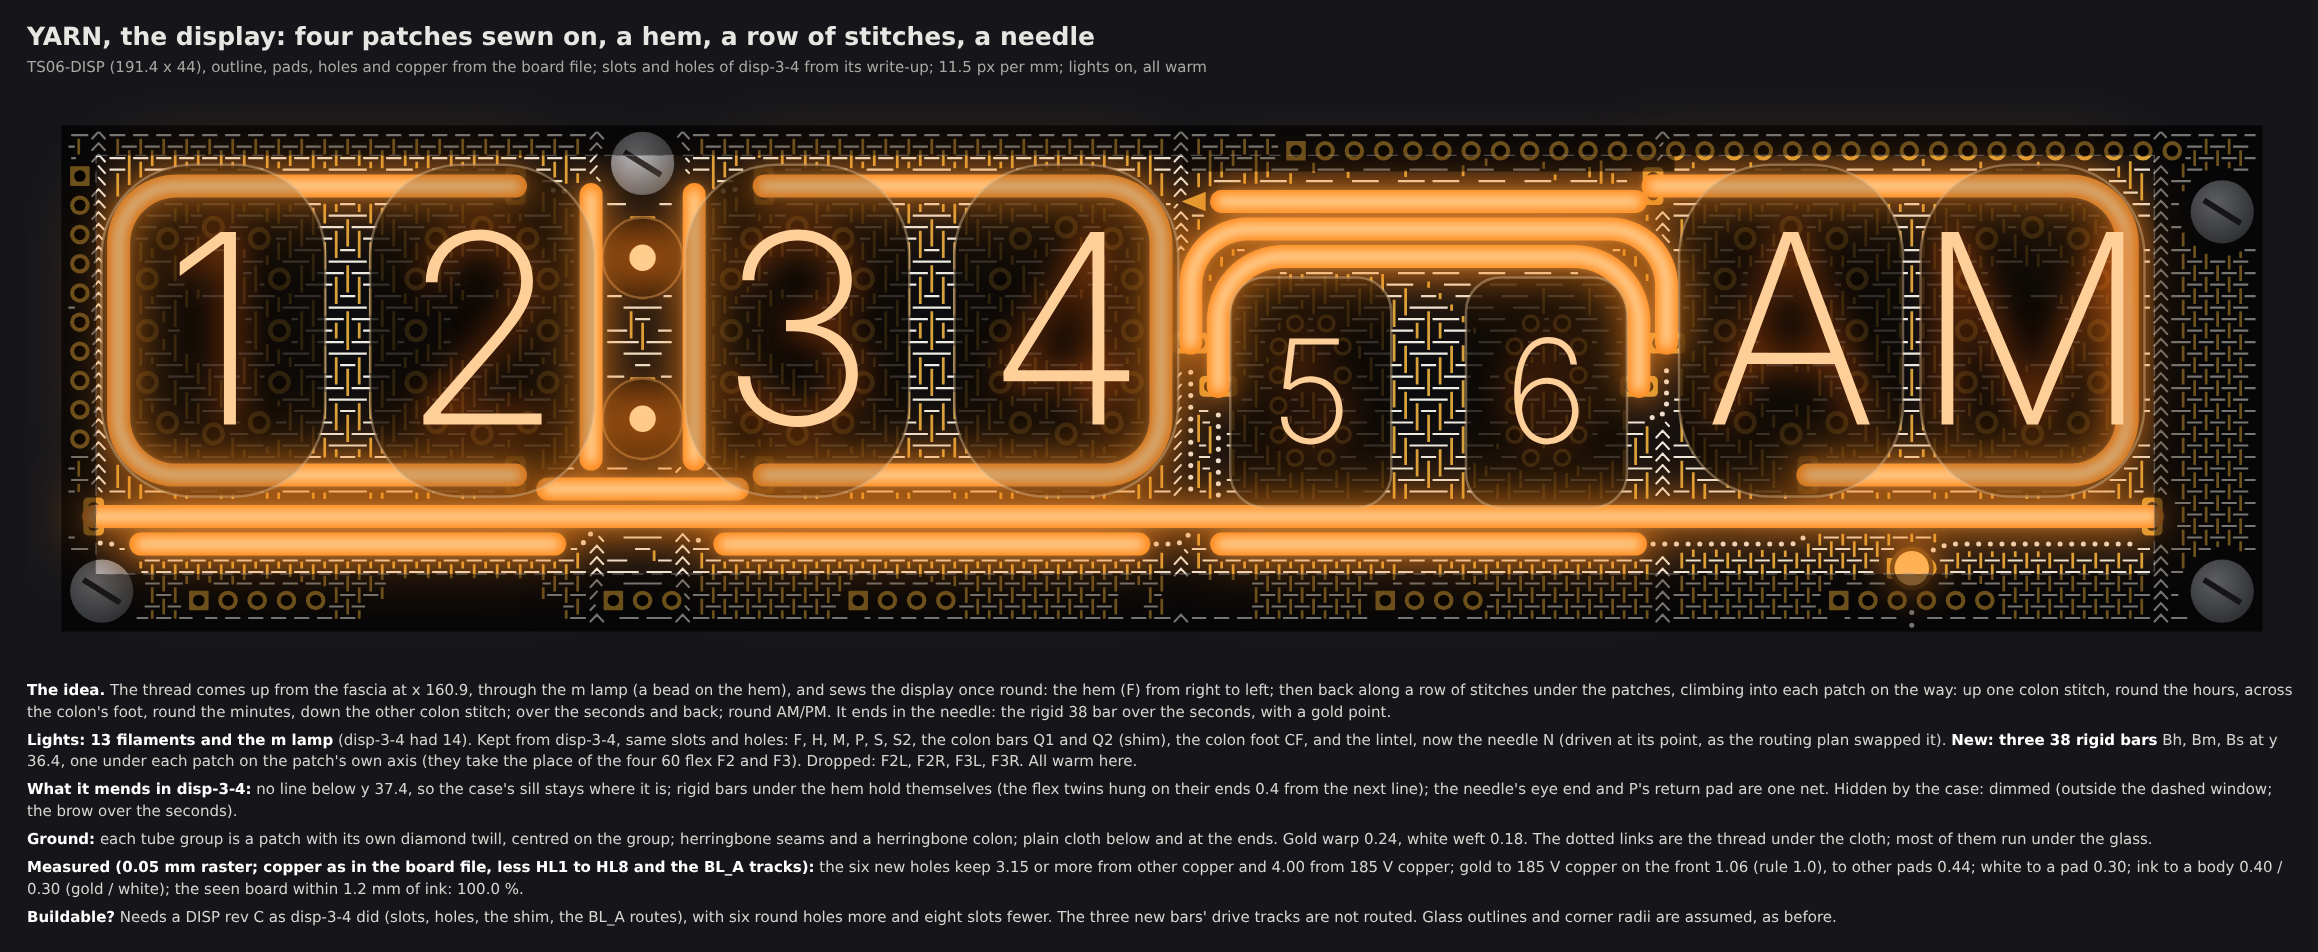 YARN, the display: four patches sewn on, a hem, a row of stitches, a needle
TS06-DISP (191.4 x 44), outline, pads, holes and copper from the board file; slots and holes of disp-3-4 from its write-up; 11.5 px per mm; lights on, all warm
12:34 56 AM
The idea. The thread comes up from the fascia at x 160.9, through the m lamp (a bead on the hem), and sews the display once round: the hem (F) from right to left; then back along a row of stitches under the patches, climbing into each patch on the way: up one colon stitch, round the hours, across
the colon's foot, round the minutes, down the other colon stitch; over the seconds and back; round AM/PM. It ends in the needle: the rigid 38 bar over the seconds, with a gold point.
Lights: 13 filaments and the m lamp (disp-3-4 had 14). Kept from disp-3-4, same slots and holes: F, H, M, P, S, S2, the colon bars Q1 and Q2 (shim), the colon foot CF, and the lintel, now the needle N (driven at its point, as the routing plan swapped it). New: three 38 rigid bars Bh, Bm, Bs at y
36.4, one under each patch on the patch's own axis (they take the place of the four 60 flex F2 and F3). Dropped: F2L, F2R, F3L, F3R. All warm here.
What it mends in disp-3-4: no line below y 37.4, so the case's sill stays where it is; rigid bars under the hem hold themselves (the flex twins hung on their ends 0.4 from the next line); the needle's eye end and P's return pad are one net. Hidden by the case: dimmed (outside the dashed window;
the brow over the seconds).
Ground: each tube group is a patch with its own diamond twill, centred on the group; herringbone seams and a herringbone colon; plain cloth below and at the ends. Gold warp 0.24, white weft 0.18. The dotted links are the thread under the cloth; most of them run under the glass.
Measured (0.05 mm raster; copper as in the board file, less HL1 to HL8 and the BL_A tracks): the six new holes keep 3.15 or more from other copper and 4.00 from 185 V copper; gold to 185 V copper on the front 1.06 (rule 1.0), to other pads 0.44; white to a pad 0.30; ink to a body 0.40 /
0.30 (gold / white); the seen board within 1.2 mm of ink: 100.0 %.
Buildable? Needs a DISP rev C as disp-3-4 did (slots, holes, the shim, the BL_A routes), with six round holes more and eight slots fewer. The three new bars' drive tracks are not routed. Glass outlines and corner radii are assumed, as before.